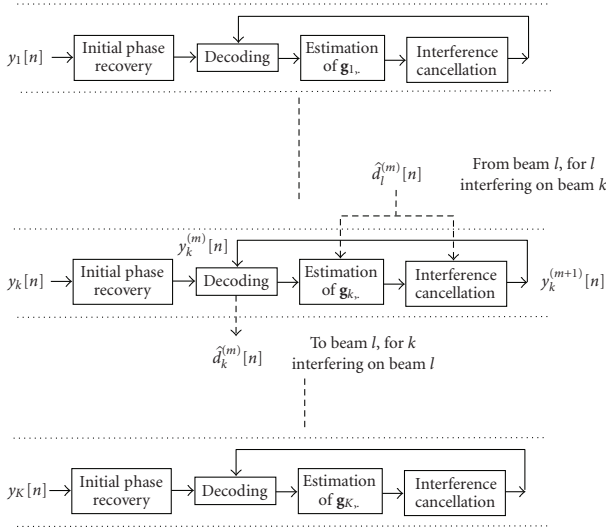 y₁[n]
Initial phase
recovery
Decoding
Estimation
of g₁,.
Interference
cancellation
d̂ₗ⁽ᵐ⁾[n]
From beam l, for l
interfering on beam k
yₖ⁽ᵐ⁾[n]
yₖ[n]
Initial phase
recovery
Decoding
Estimation
of gₖ,.
Interference
cancellation
yₖ⁽ᵐ⁺¹⁾[n]
d̂ₖ⁽ᵐ⁾[n]
To beam l, for k
interfering on beam l
y_K[n]
Initial phase
recovery
Decoding
Estimation
of g_K,.
Interference
cancellation